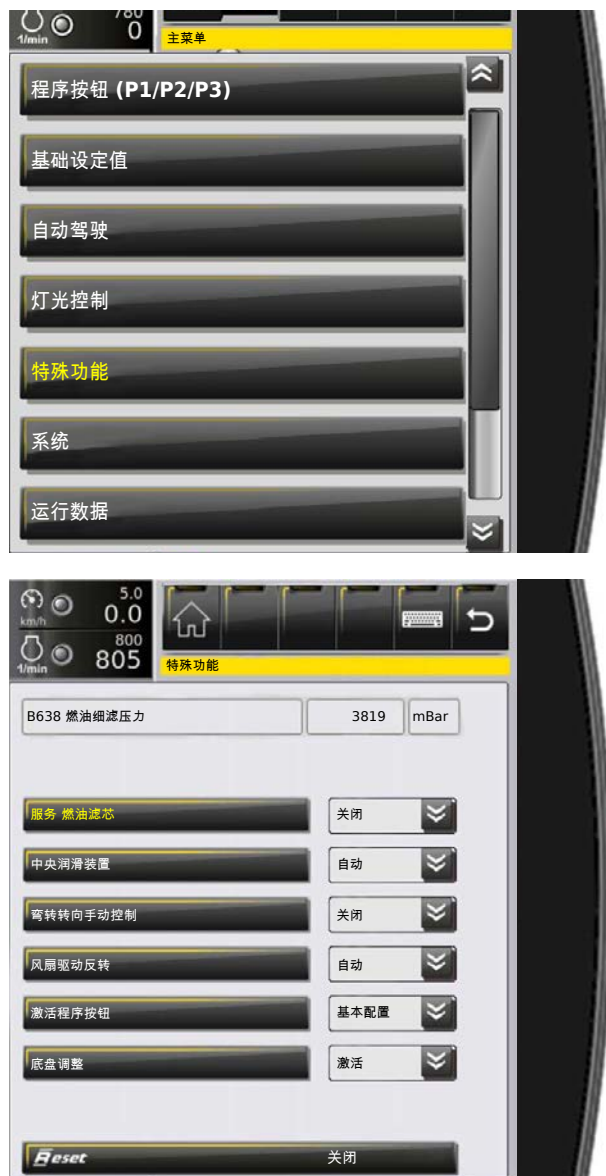 780
1/min 0
主菜单
程序按钮 (P1/P2/P3)
基础设定值
自动驾驶
灯光控制
特殊功能
系统
运行数据
5.0
km/h 0.0
800
1/min 805
特殊功能
B638 燃油细滤压力 3819 mBar
服务 燃油滤芯 关闭
中央润滑装置 自动
弯转转向手动控制 关闭
风扇驱动反转 自动
激活程序按钮 基本配置
底盘调整 激活
Reset 关闭